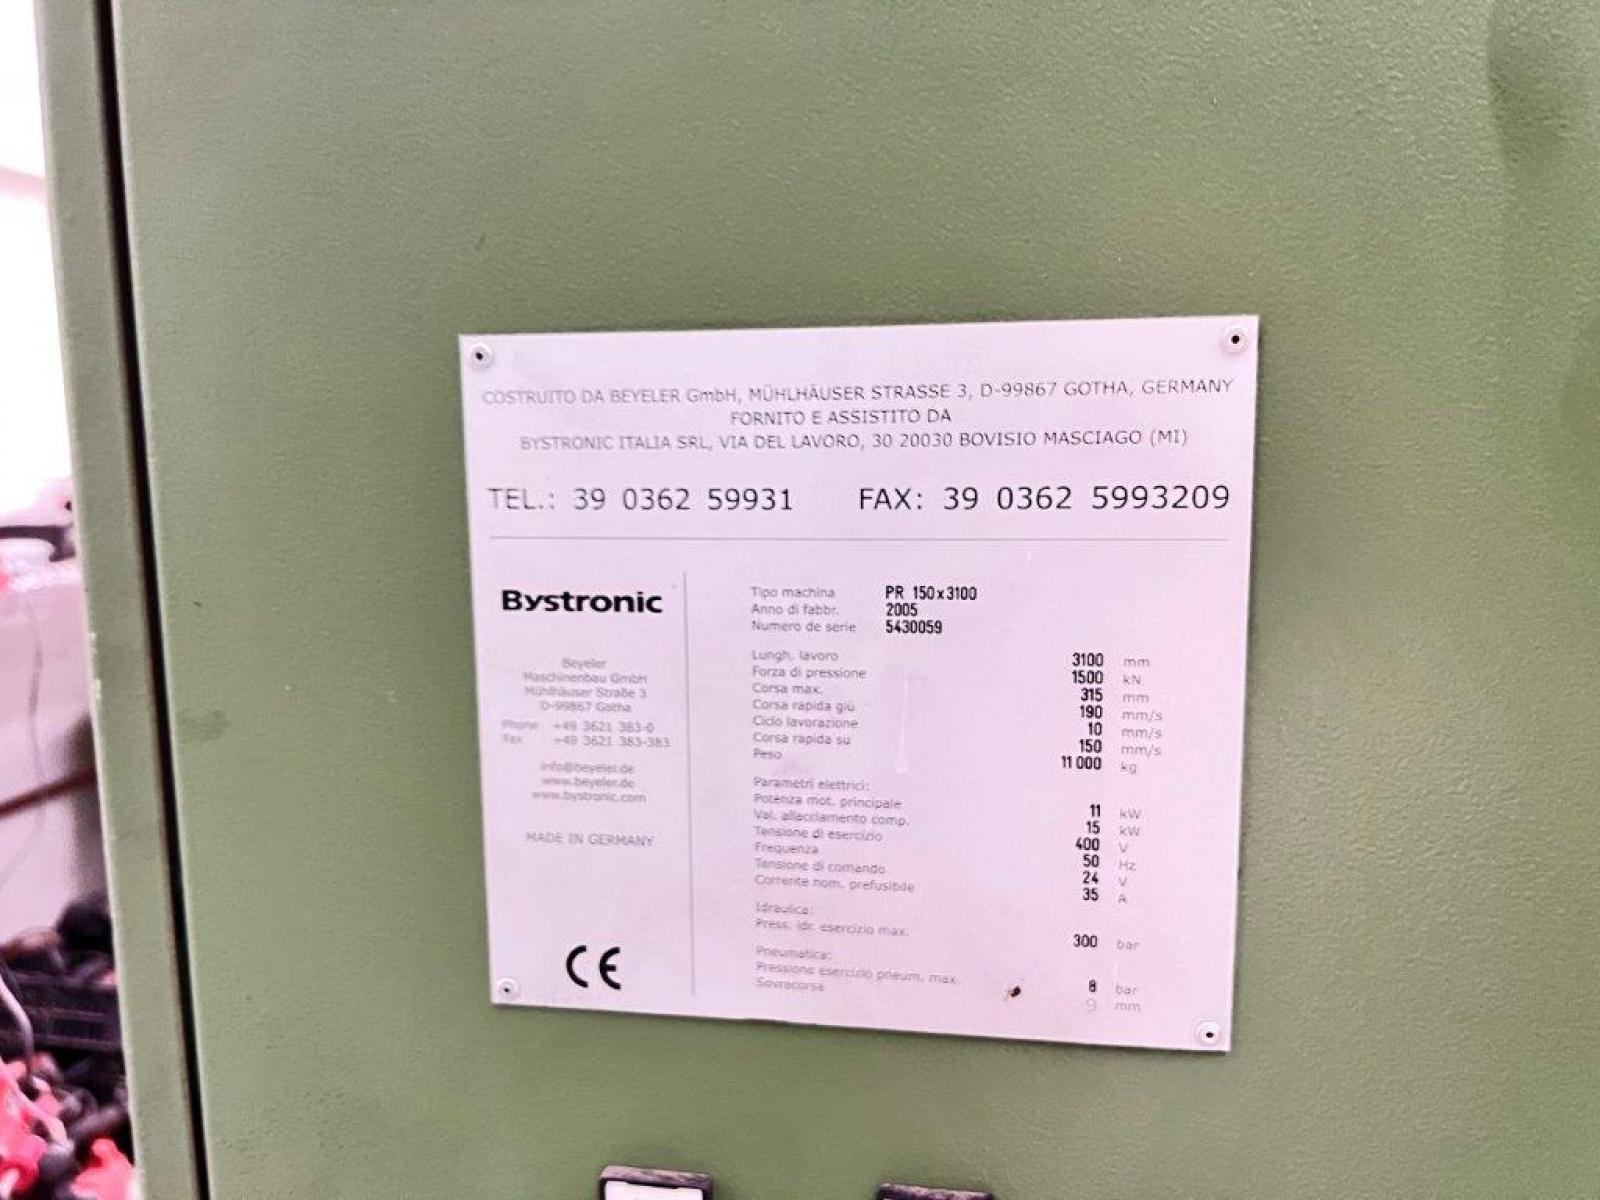 COSTRUITO DA BEYELER GmbH, MÜHLHÄUSER STRASSE 3, D-99867 GOTHA, GERMANY
FORNITO E ASSISTITO DA
BYSTRONIC ITALIA SRL, VIA DEL LAVORO, 30 20030 BOVISIO MASCIAGO (MI)
TEL.: 39 0362 59931 FAX: 39 0362 5993209
Bystronic
Beyeler
Maschinenbau GmbH
Mühlhäuser Straße 3
D-99867 Gotha
Phone +49 3621 383-0
Fax +49 3621 383-383
info@beyeler.de
www.beyeler.de
www.bystronic.com
MADE IN GERMANY
CE
Tipo machina PR 150x3100
Anno di fabbr. 2005
Numero de serie 5430059
Lungh. lavoro 3100 mm
Forza di pressione 1500 kN
Corsa max. 315 mm
Corsa rapida giù 190 mm/s
Ciclo lavorazione 10 mm/s
Corsa rapida su 150 mm/s
Peso 11 000 kg
Parametri elettrici:
Potenza mot. principale 11 kW
Val. allacciamento comp. 15 kW
Tensione di esercizio 400 V
Frequenza 50 Hz
Tensione di comando 24 V
Corrente nom. prefusibile 35 A
Idraulica:
Press. idr. esercizio max. 300 bar
Pneumatica:
Pressione esercizio pneum. max. 8 bar
Sovracorsa 9 mm